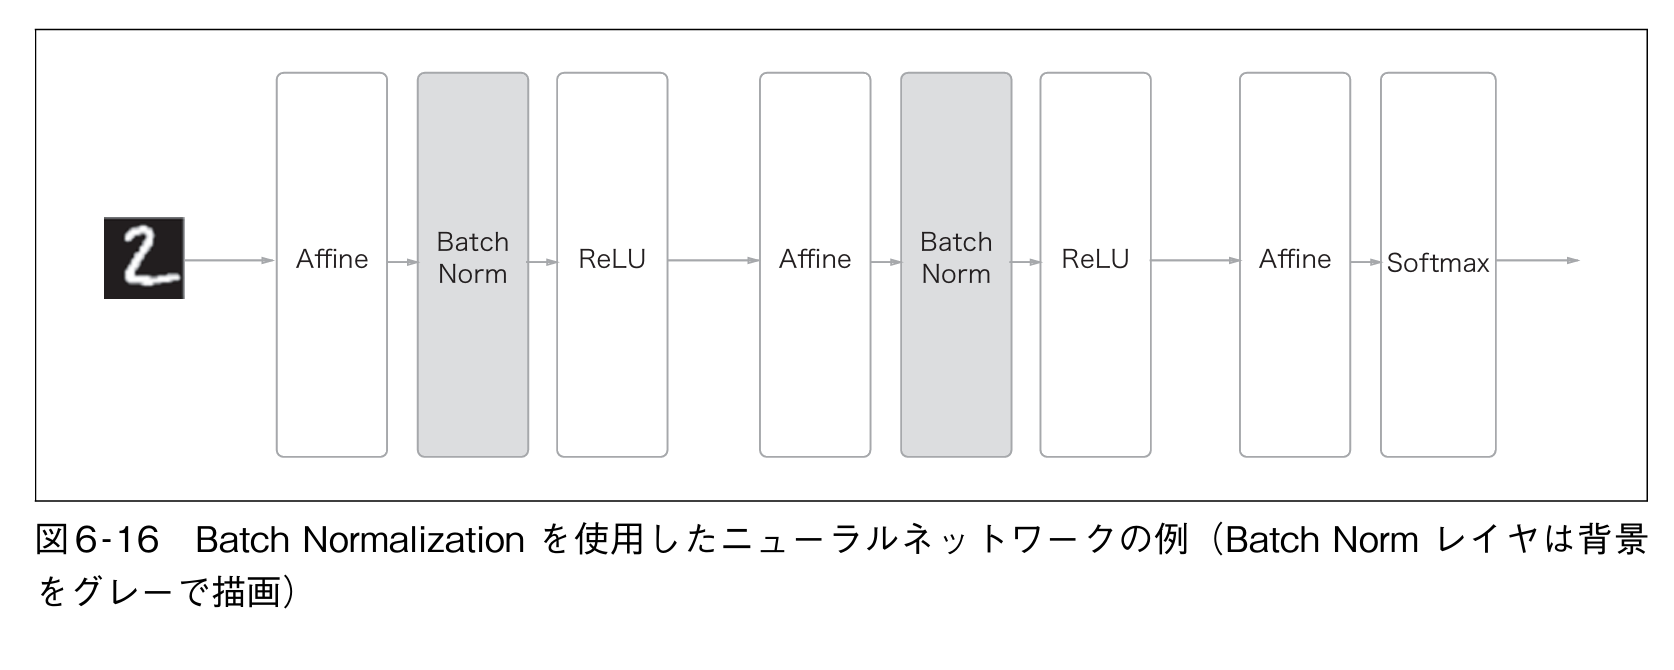 2
Affine
Batch
Norm
ReLU
Affine
Batch
Norm
ReLU
Affine
Softmax
図6-16　Batch Normalization を使用したニューラルネットワークの例（Batch Norm レイヤは背景
をグレーで描画）